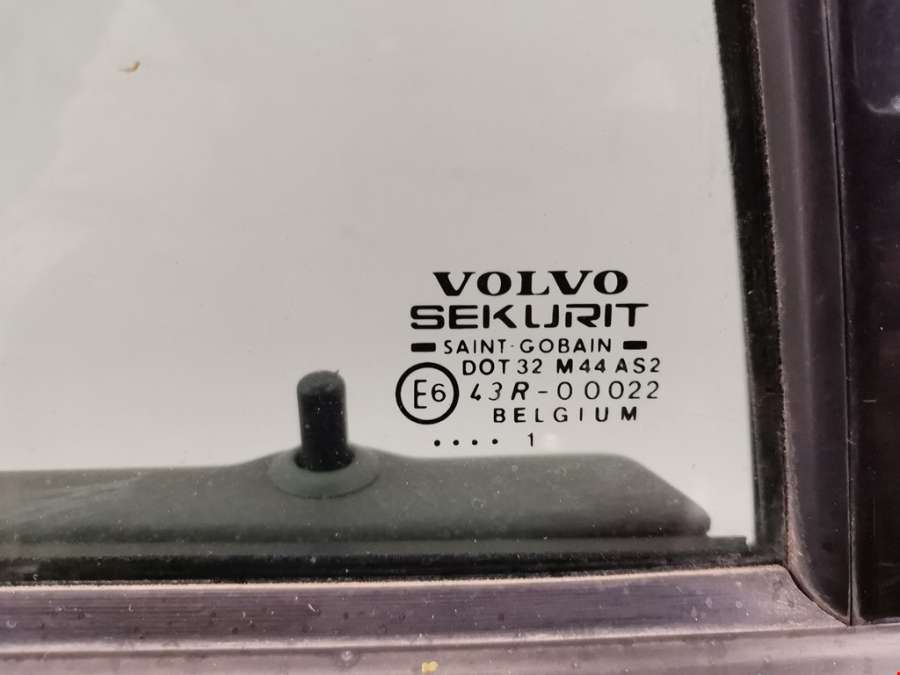 VOLVO
SEKURIT
SAINT-GOBAIN
DOT 32 M44 AS2
E6 43R-00022
BELGIUM
.... 1